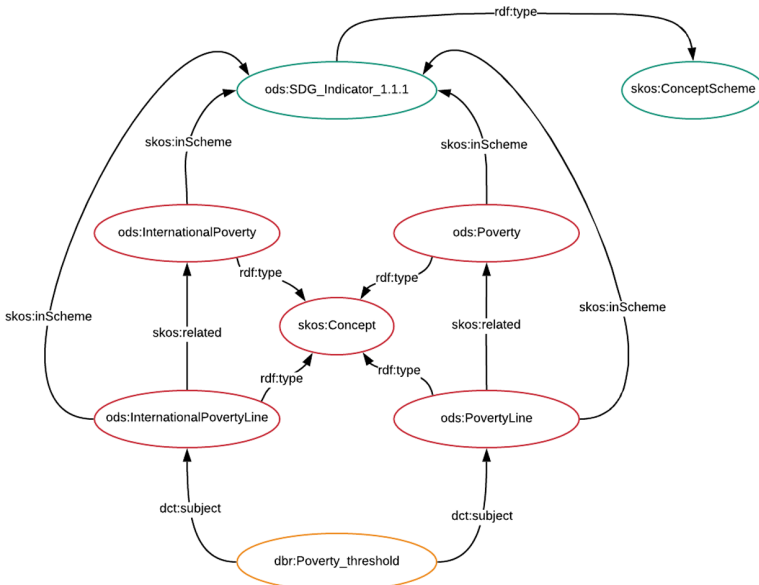 rdf:type
ods:SDG_Indicator_1.1.1
skos:ConceptScheme
skos:inScheme
skos:inScheme
ods:InternationalPoverty
ods:Poverty
rdf:type
rdf:type
skos:inScheme
skos:inScheme
skos:related
skos:Concept
skos:related
rdf:type
rdf:type
ods:InternationalPovertyLine
ods:PovertyLine
dct:subject
dct:subject
dbr:Poverty_threshold